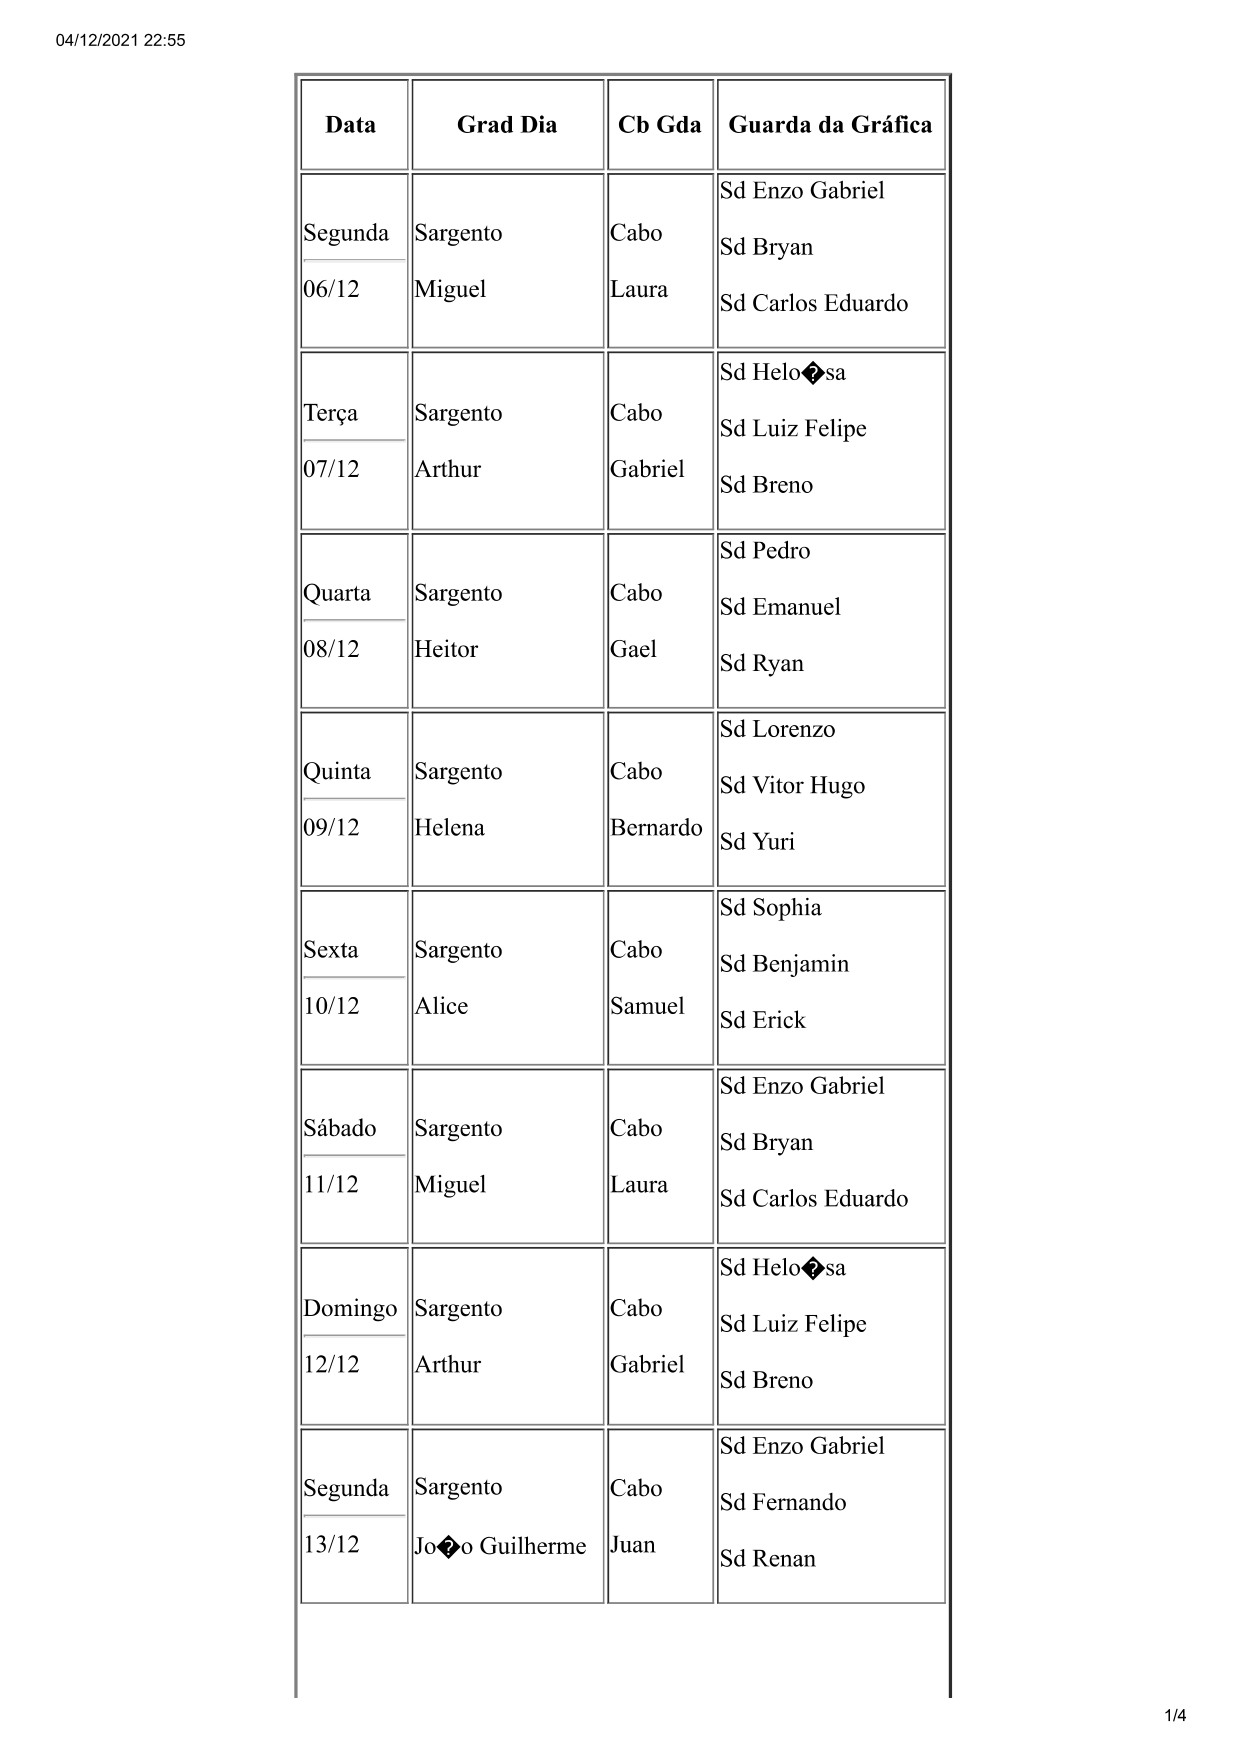 04/12/2021 22:55
Data Grad Dia Cb Gda Guarda da Gráfica
Segunda
06/12
Sargento
Miguel
Cabo
Laura
Sd Enzo Gabriel
Sd Bryan
Sd Carlos Eduardo
Terça
07/12
Sargento
Arthur
Cabo
Gabriel
Sd Helo�sa
Sd Luiz Felipe
Sd Breno
Quarta
08/12
Sargento
Heitor
Cabo
Gael
Sd Pedro
Sd Emanuel
Sd Ryan
Quinta
09/12
Sargento
Helena
Cabo
Bernardo
Sd Lorenzo
Sd Vitor Hugo
Sd Yuri
Sexta
10/12
Sargento
Alice
Cabo
Samuel
Sd Sophia
Sd Benjamin
Sd Erick
Sábado
11/12
Sargento
Miguel
Cabo
Laura
Sd Enzo Gabriel
Sd Bryan
Sd Carlos Eduardo
Domingo
12/12
Sargento
Arthur
Cabo
Gabriel
Sd Helo�sa
Sd Luiz Felipe
Sd Breno
Segunda
13/12
Sargento
Jo�o Guilherme
Cabo
Juan
Sd Enzo Gabriel
Sd Fernando
Sd Renan
1/4